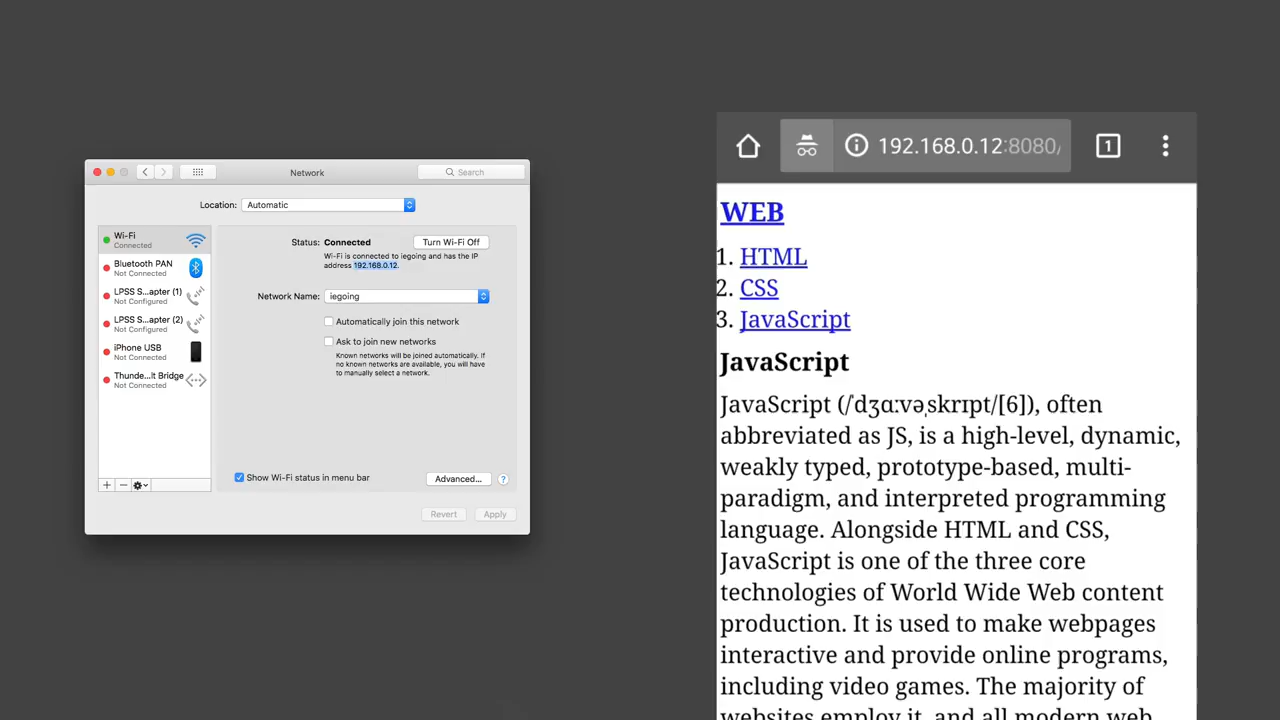 Network
Search
Location: Automatic
Wi-Fi
Connected
Bluetooth PAN
Not Connected
LPSS S...apter (1)
Not Configured
LPSS S...apter (2)
Not Configured
iPhone USB
Not Connected
Thunde...lt Bridge
Not Connected
Status: Connected
Turn Wi-Fi Off
Wi-Fi is connected to iegoing and has the IP
address 192.168.0.12.
Network Name: iegoing
Automatically join this network
Ask to join new networks
Known networks will be joined automatically. If
no known networks are available, you will have
to manually select a network.
Show Wi-Fi status in menu bar
Advanced...
?
Revert
Apply
192.168.0.12:8080/
1
WEB
1. HTML
2. CSS
3. JavaScript
JavaScript
JavaScript (/ˈdʒɑːvəˌskrɪpt/[6]), often
abbreviated as JS, is a high-level, dynamic,
weakly typed, prototype-based, multi-
paradigm, and interpreted programming
language. Alongside HTML and CSS,
JavaScript is one of the three core
technologies of World Wide Web content
production. It is used to make webpages
interactive and provide online programs,
including video games. The majority of
websites employ it, and all modern web